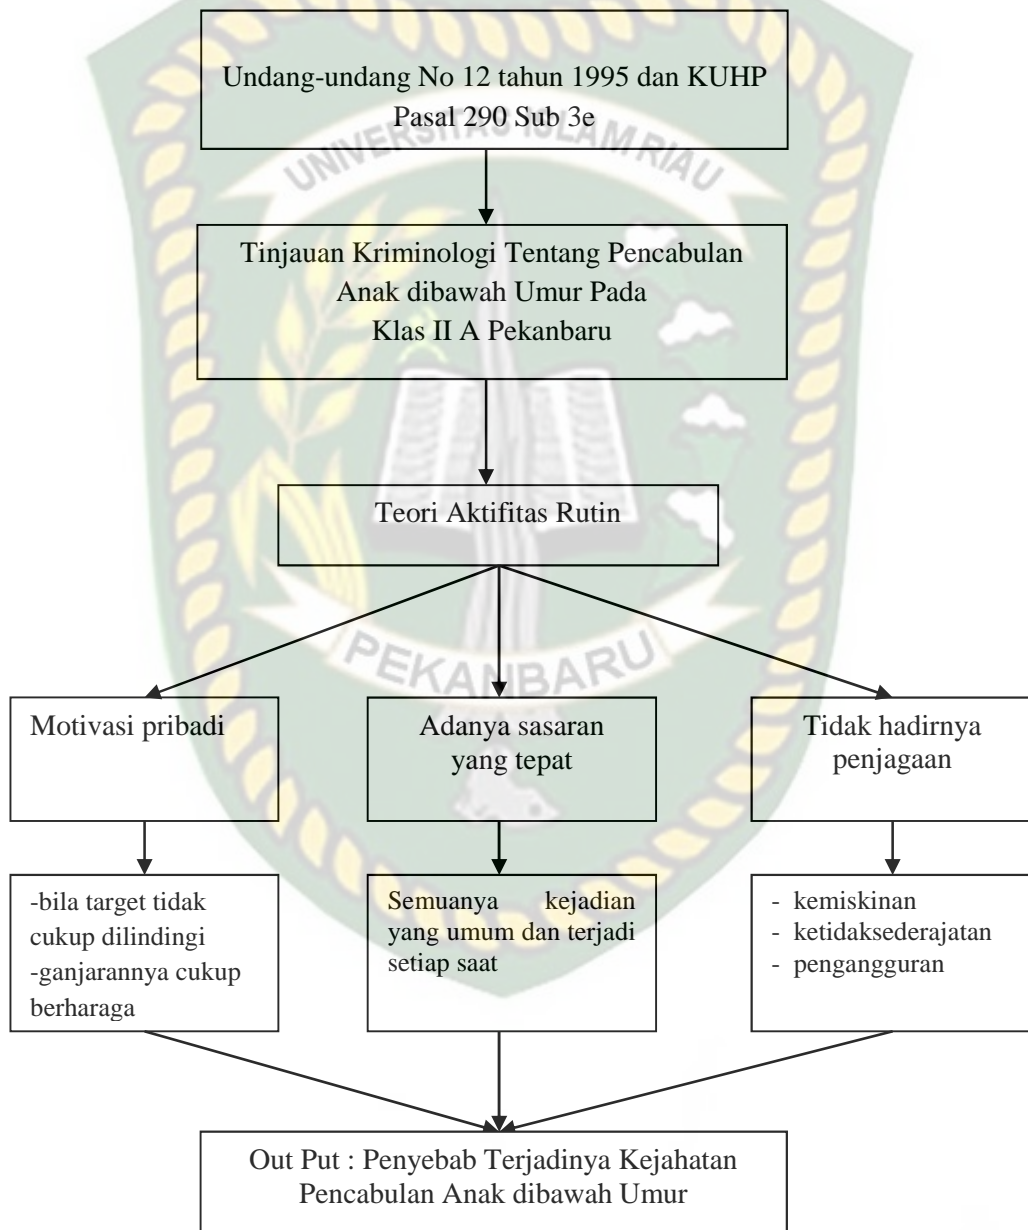 Undang-undang No 12 tahun 1995 dan KUHP
Pasal 290 Sub 3e
UNIVERSITAS ISLAM RIAU
Tinjauan Kriminologi Tentang Pencabulan
Anak dibawah Umur Pada
Klas II A Pekanbaru
Teori Aktifitas Rutin
PEKANBARU
Motivasi pribadi
Adanya sasaran
yang tepat
Tidak hadirnya
penjagaan
-bila target tidak
cukup dilindingi
-ganjarannya cukup
berharaga
Semuanya kejadian
yang umum dan terjadi
setiap saat
- kemiskinan
- ketidaksederajatan
- pengangguran
Out Put : Penyebab Terjadinya Kejahatan
Pencabulan Anak dibawah Umur